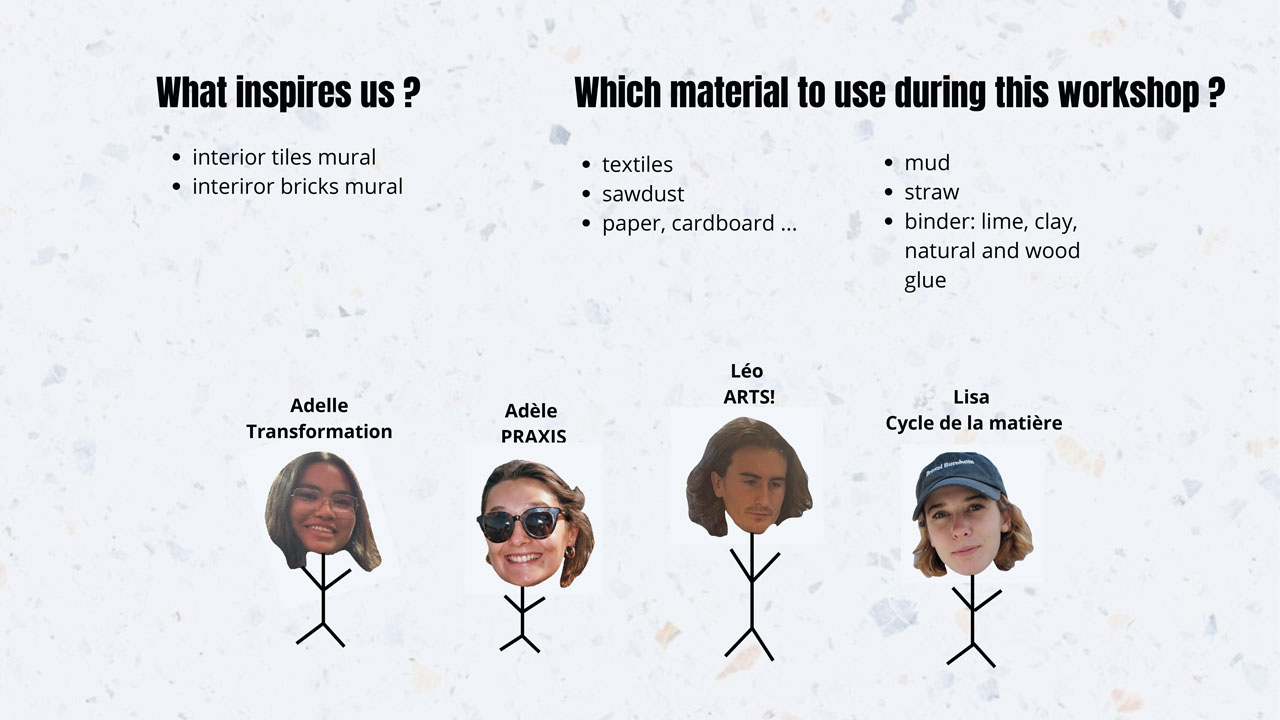 What inspires us ?
• interior tiles mural
• interiror bricks mural
Which material to use during this workshop ?
• textiles
• sawdust
• paper, cardboard ...
• mud
• straw
• binder: lime, clay,
natural and wood
glue
Adelle
Transformation
Adèle
PRAXIS
Léo
ARTS!
Lisa
Cycle de la matière